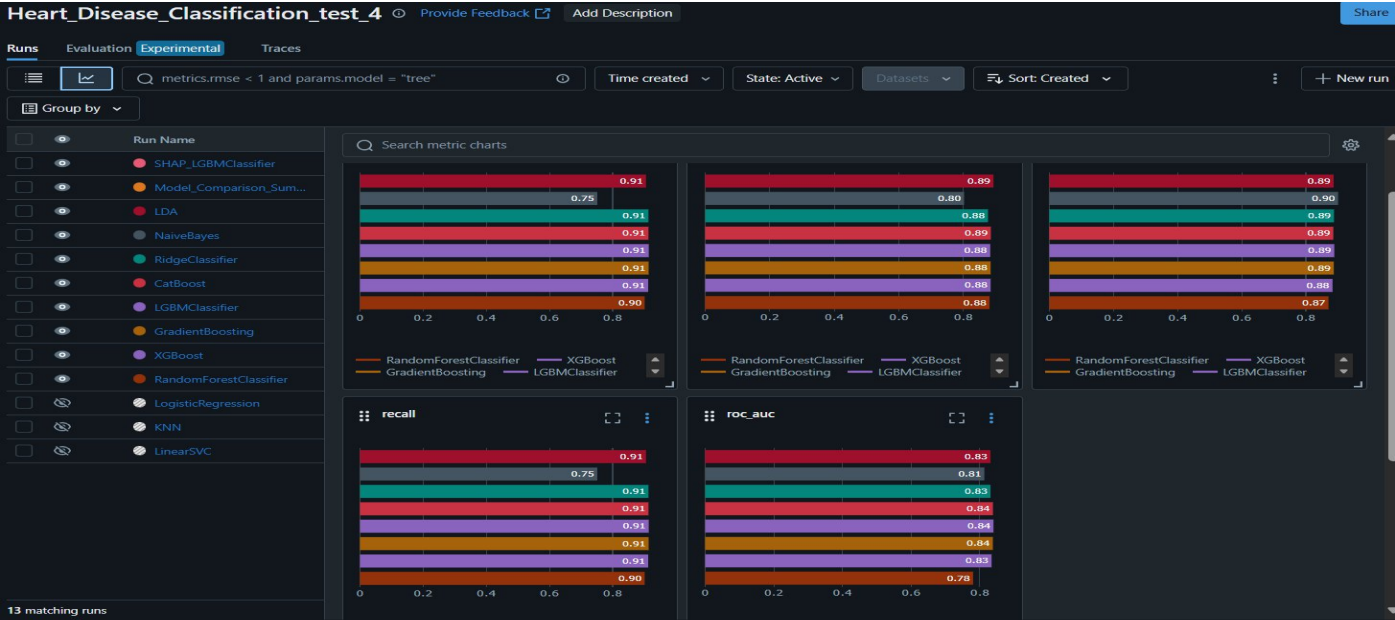 Heart_Disease_Classification_test_4 Provide Feedback Add Description Share
Runs Evaluation Experimental Traces
metrics.rmse < 1 and params.model = "tree" Time created State: Active Datasets Sort: Created New run
Group by
Run Name
SHAP_LGBMClassifier
Model_Comparison_Sum...
LDA
NaiveBayes
RidgeClassifier
CatBoost
LGBMClassifier
GradientBoosting
XGBoost
RandomForestClassifier
LogisticRegression
KNN
LinearSVC
13 matching runs
Search metric charts
0.91
0.75
0.91
0.91
0.91
0.91
0.91
0.90
0 0.2 0.4 0.6 0.8
RandomForestClassifier XGBoost
GradientBoosting LGBMClassifier
0.89
0.80
0.88
0.89
0.88
0.88
0.88
0.88
0 0.2 0.4 0.6 0.8
RandomForestClassifier XGBoost
GradientBoosting LGBMClassifier
0.89
0.90
0.89
0.89
0.89
0.89
0.88
0.87
0 0.2 0.4 0.6 0.8
RandomForestClassifier XGBoost
GradientBoosting LGBMClassifier
recall
0.91
0.75
0.91
0.91
0.91
0.91
0.91
0.90
0 0.2 0.4 0.6 0.8
roc_auc
0.83
0.81
0.83
0.84
0.84
0.84
0.83
0.78
0 0.2 0.4 0.6 0.8